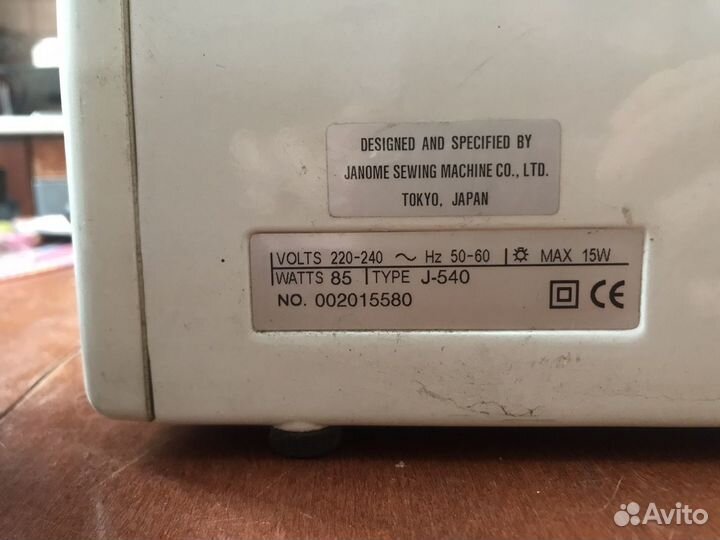 DESIGNED AND SPECIFIED BY
JANOME SEWING MACHINE CO., LTD.
TOKYO, JAPAN
VOLTS 220-240 ~ Hz 50-60 MAX 15W
WATTS 85 TYPE J-540
NO. 002015580 CE
Avito